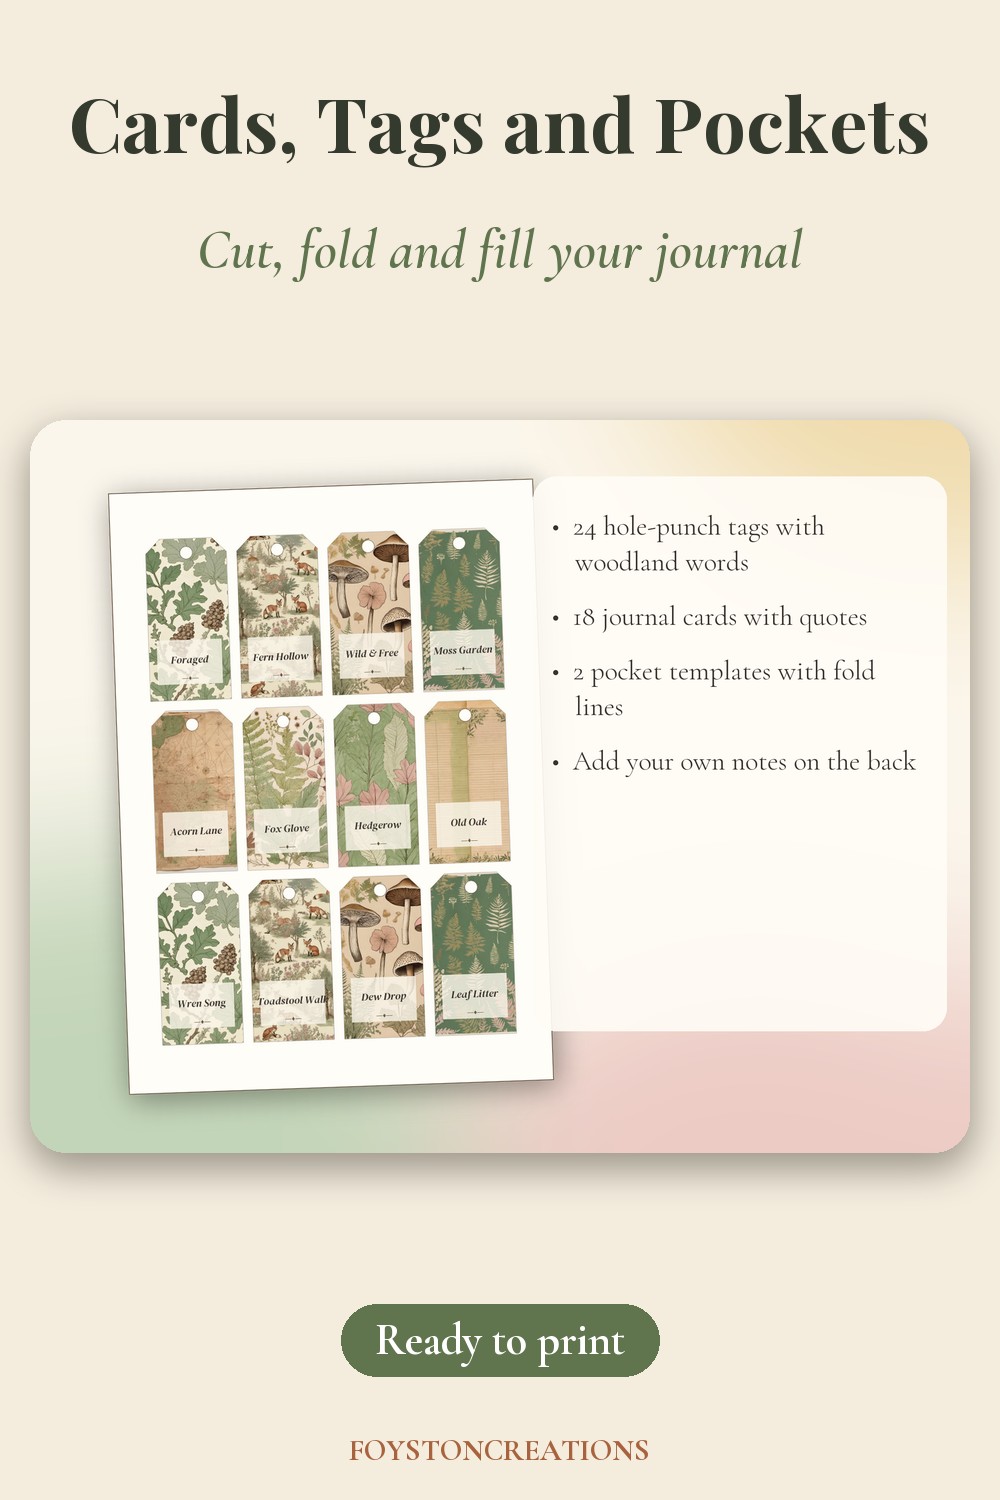 Cards, Tags and Pockets
Cut, fold and fill your journal
Foraged
Fern Hollow
Wild & Free
Moss Garden
Acorn Lane
Fox Glove
Hedgerow
Old Oak
Wren Song
Toadstool Walk
Dew Drop
Leaf Litter
• 24 hole-punch tags with
woodland words
• 18 journal cards with quotes
• 2 pocket templates with fold
lines
• Add your own notes on the back
Ready to print
FOYSTONCREATIONS